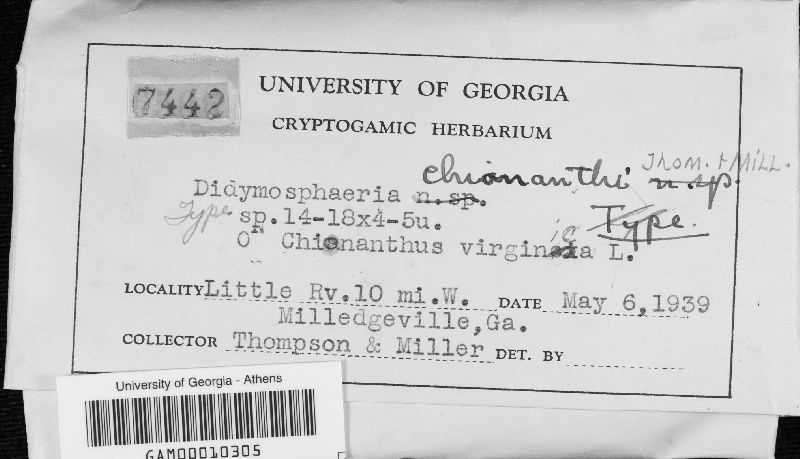 7442
UNIVERSITY OF GEORGIA
CRYPTOGAMIC HERBARIUM
Thom. & Mill.
chionanthi n. sp.
Didymosphaeria n. sp.
Type sp. 14-18x4-5u. Type.
On Chionanthus virginica L.
LOCALITY Little Rv. 10 mi. W. DATE May 6, 1939
Milledgeville, Ga.
COLLECTOR Thompson & Miller DET. BY
University of Georgia - Athens
GAM00010305